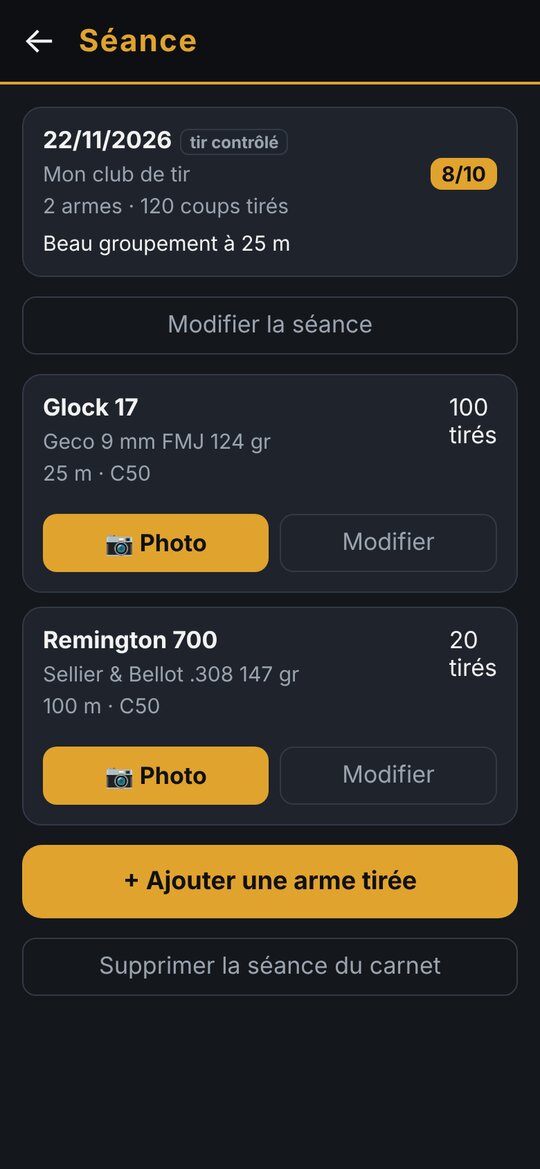 Séance
22/11/2026 tir contrôlé
Mon club de tir
8/10
2 armes · 120 coups tirés
Beau groupement à 25 m
Modifier la séance
Glock 17
100
tirés
Geco 9 mm FMJ 124 gr
25 m · C50
Photo
Modifier
Remington 700
20
tirés
Sellier & Bellot .308 147 gr
100 m · C50
Photo
Modifier
+ Ajouter une arme tirée
Supprimer la séance du carnet